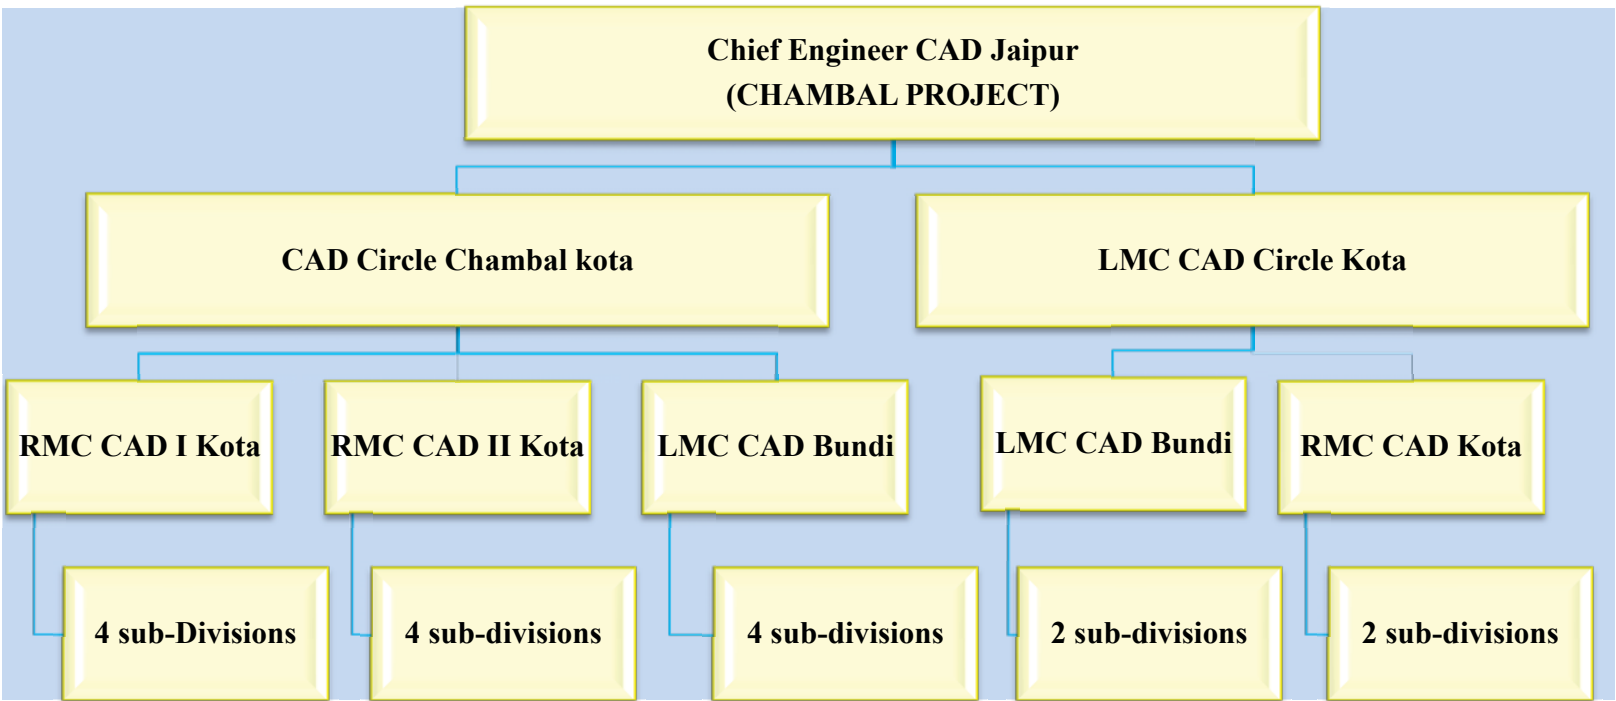 Chief Engineer CAD Jaipur
(CHAMBAL PROJECT)
CAD Circle Chambal kota
LMC CAD Circle Kota
RMC CAD I Kota
RMC CAD II Kota
LMC CAD Bundi
LMC CAD Bundi
RMC CAD Kota
4 sub-Divisions
4 sub-divisions
4 sub-divisions
2 sub-divisions
2 sub-divisions